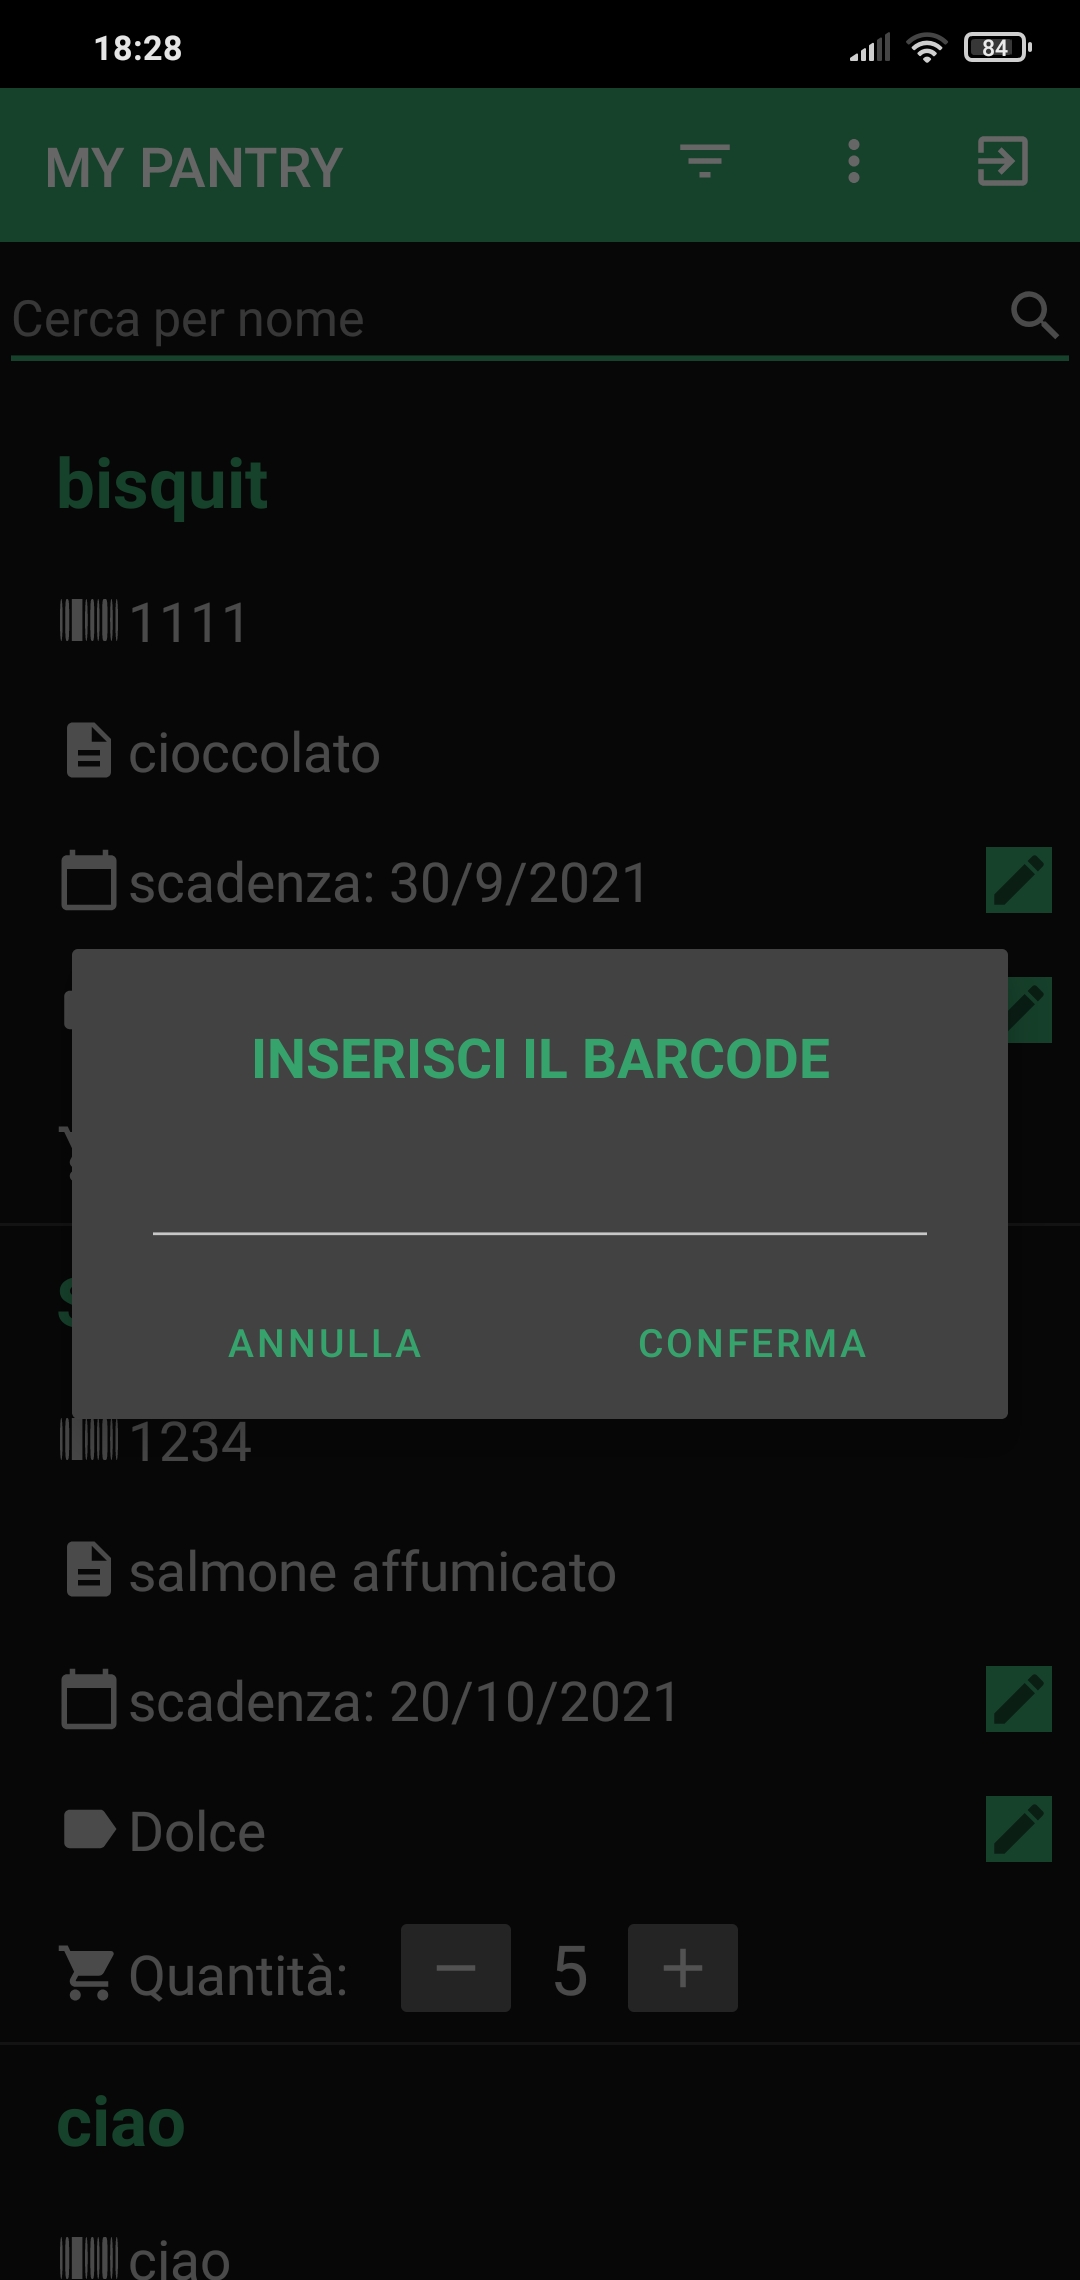 18:28
84
MY PANTRY
Cerca per nome
bisquit
1111
cioccolato
scadenza: 30/9/2021
INSERISCI IL BARCODE
ANNULLA CONFERMA
1234
salmone affumicato
scadenza: 20/10/2021
Dolce
Quantità: 5
ciao
ciao